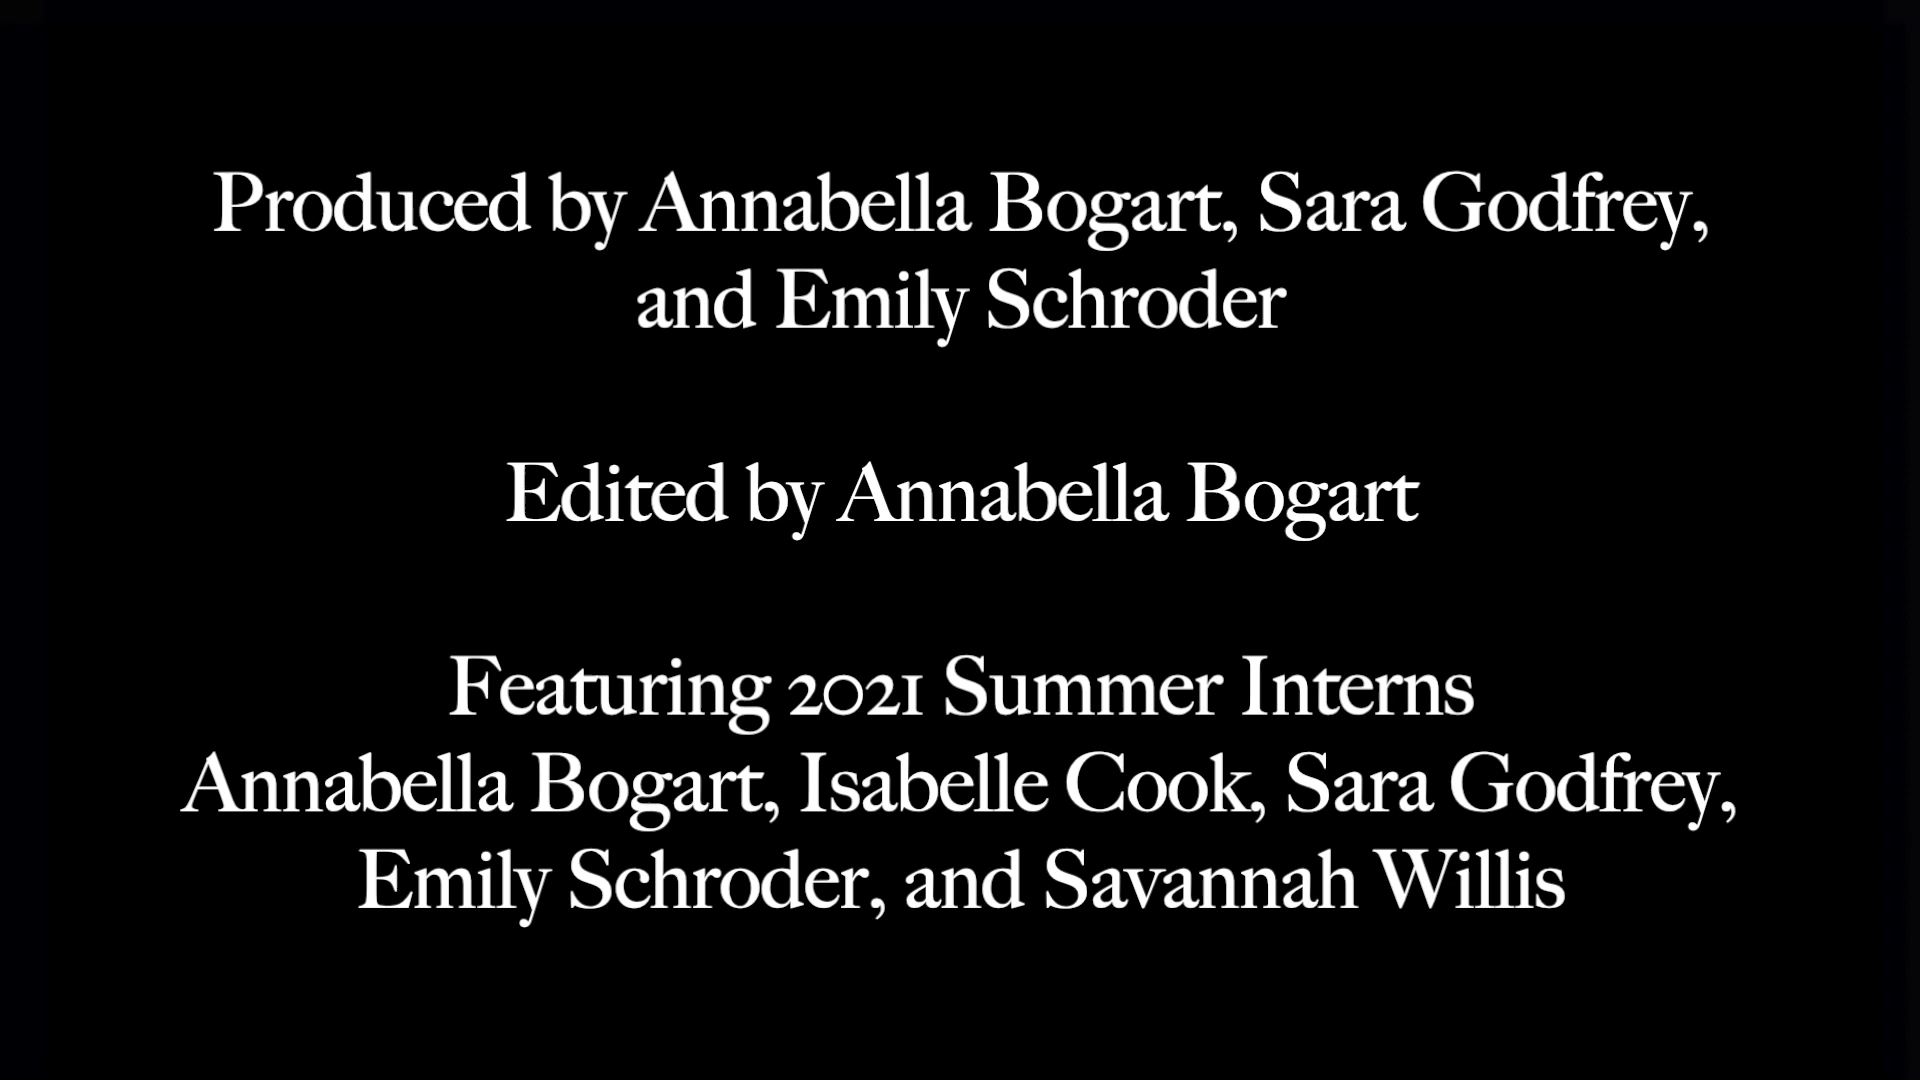 Produced by Annabella Bogart, Sara Godfrey,
and Emily Schroder
Edited by Annabella Bogart
Featuring 2021 Summer Interns
Annabella Bogart, Isabelle Cook, Sara Godfrey,
Emily Schroder, and Savannah Willis